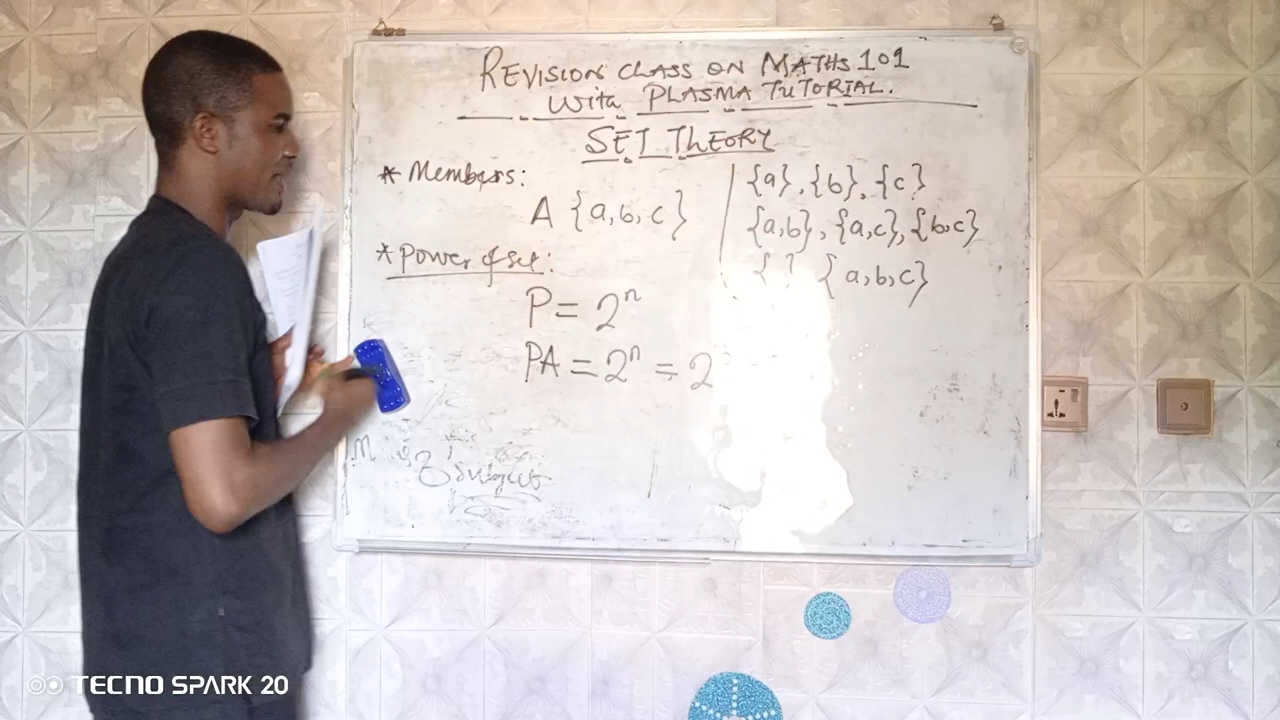 REVISION CLASS ON MATHS 101
With PLASMA TUTORIAL.
SET THEORY
* Members:
A {a,b,c}
* Power of set:
P = 2ⁿ
PA = 2ⁿ = 2
{a}, {b}, {c}
{a,b}, {a,c}, {b,c}
{ } {a,b,c}
TECNO SPARK 20